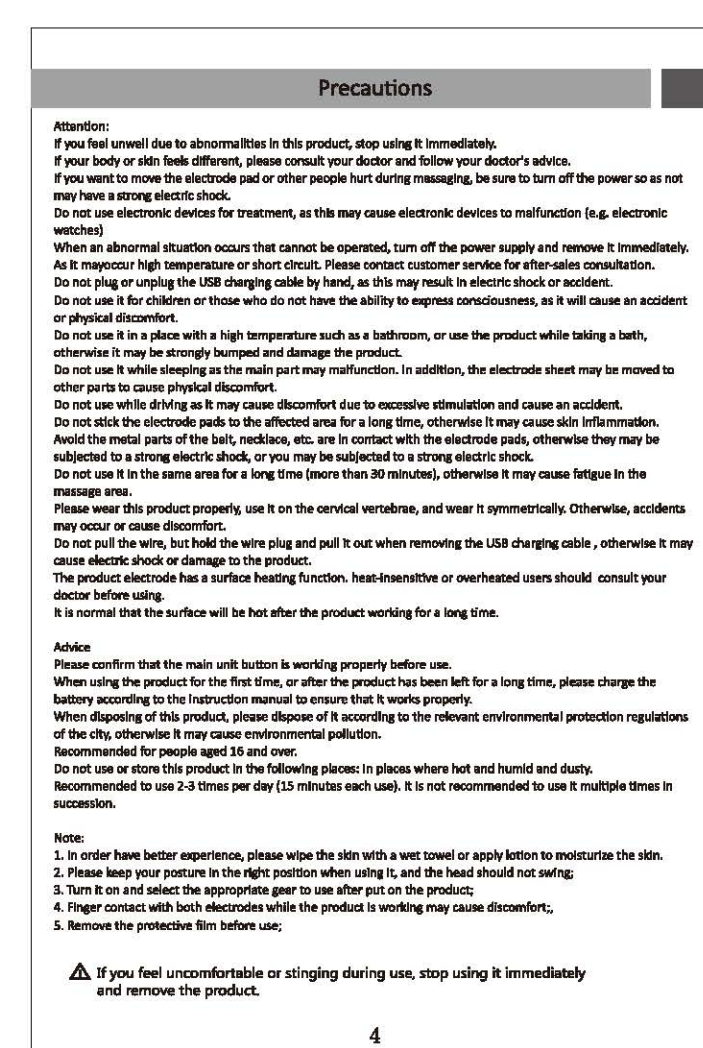 Precautions
Attention:
If you feel unwell due to abnormalities in this product, stop using it immediately.
If your body or skin feels different, please consult your doctor and follow your doctor's advice.
If you want to move the electrode pad or other people hurt during massaging, be sure to turn off the power so as not
may have a strong electric shock.
Do not use electronic devices for treatment, as this may cause electronic devices to malfunction (e.g. electronic
watches)
When an abnormal situation occurs that cannot be operated, turn off the power supply and remove it immediately.
As it mayoccur high temperature or short circuit. Please contact customer service for after-sales consultation.
Do not plug or unplug the USB charging cable by hand, as this may result in electric shock or accident.
Do not use it for children or those who do not have the ability to express consciousness, as it will cause an accident
or physical discomfort.
Do not use it in a place with a high temperature such as a bathroom, or use the product while taking a bath,
otherwise it may be strongly bumped and damage the product.
Do not use it while sleeping as the main part may malfunction. In addition, the electrode sheet may be moved to
other parts to cause physical discomfort.
Do not use while driving as it may cause discomfort due to excessive stimulation and cause an accident.
Do not stick the electrode pads to the affected area for a long time, otherwise it may cause skin inflammation.
Avoid the metal parts of the belt, necklace, etc. are in contact with the electrode pads, otherwise they may be
subjected to a strong electric shock, or you may be subjected to a strong electric shock.
Do not use it in the same area for a long time (more than 30 minutes), otherwise it may cause fatigue in the
massage area.
Please wear this product properly, use it on the cervical vertebrae, and wear it symmetrically. Otherwise, accidents
may occur or cause discomfort.
Do not pull the wire, but hold the wire plug and pull it out when removing the USB charging cable , otherwise it may
cause electric shock or damage to the product.
The product electrode has a surface heating function. heat-insensitive or overheated users should consult your
doctor before using.
It is normal that the surface will be hot after the product working for a long time.
Advice
Please confirm that the main unit button is working properly before use.
When using the product for the first time, or after the product has been left for a long time, please charge the
battery according to the instruction manual to ensure that it works properly.
When disposing of this product, please dispose of it according to the relevant environmental protection regulations
of the city, otherwise it may cause environmental pollution.
Recommended for people aged 16 and over.
Do not use or store this product in the following places: In places where hot and humid and dusty.
Recommended to use 2-3 times per day (15 minutes each use). It is not recommended to use it multiple times in
succession.
Note:
1. In order have better experience, please wipe the skin with a wet towel or apply lotion to moisturize the skin.
2. Please keep your posture in the right position when using it, and the head should not swing;
3. Turn it on and select the appropriate gear to use after put on the product;
4. Finger contact with both electrodes while the product is working may cause discomfort;,
5. Remove the protective film before use;
If you feel uncomfortable or stinging during use, stop using it immediately
and remove the product.
4